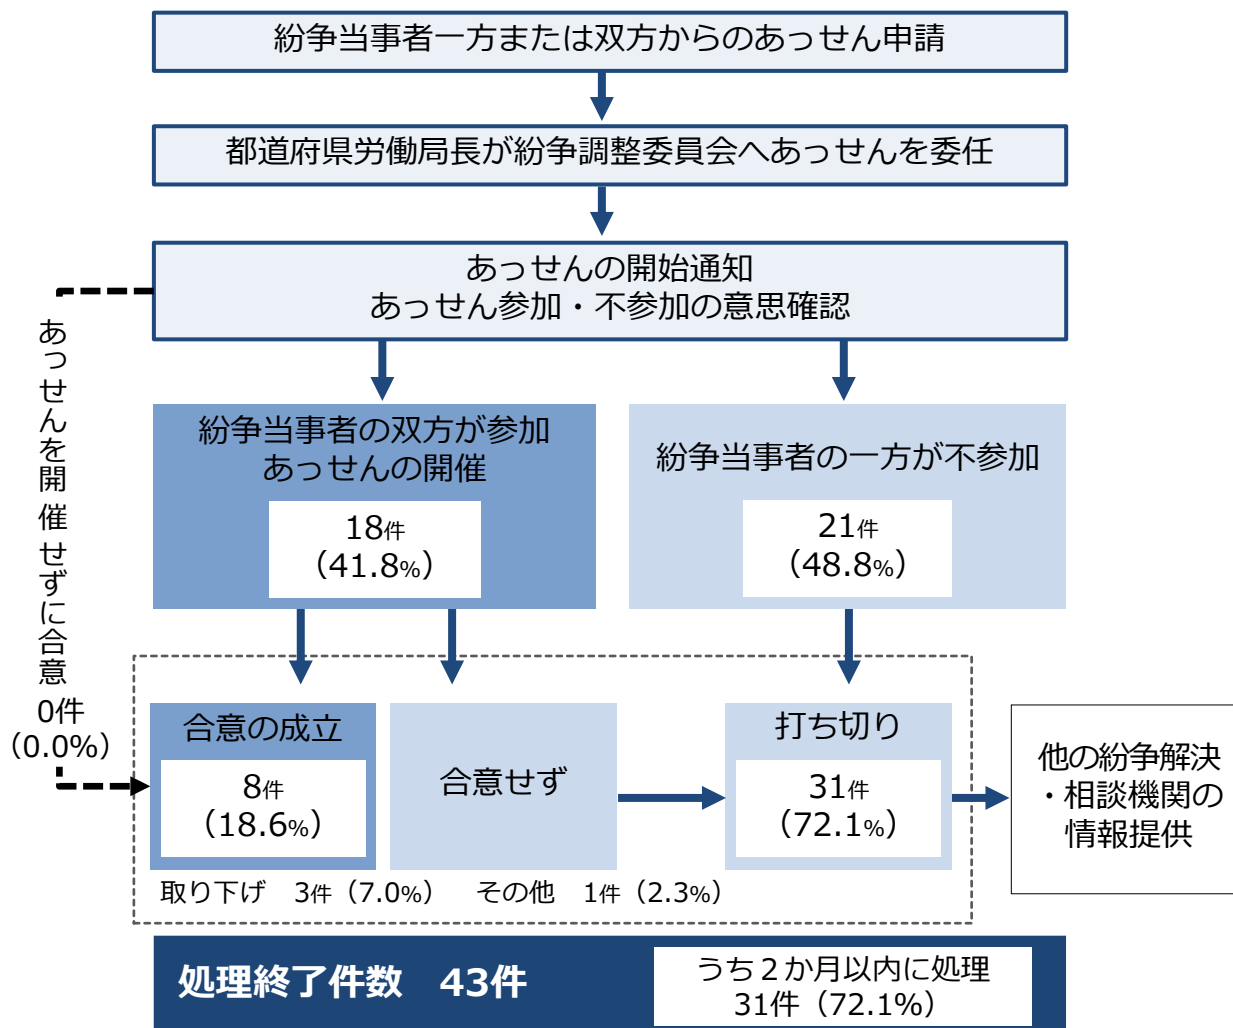 紛争当事者一方または双方からのあっせん申請
都道府県労働局長が紛争調整委員会へあっせんを委任
あっせんの開始通知
あっせん参加・不参加の意思確認
あっせんを開催せずに合意
0件
（0.0%）
紛争当事者の双方が参加
あっせんの開催
18件
（41.8%）
紛争当事者の一方が不参加
21件
（48.8%）
合意の成立
8件
（18.6%）
合意せず
打ち切り
31件
（72.1%）
他の紛争解決
・相談機関の
情報提供
取り下げ　3件（7.0%）　その他　1件（2.3%）
処理終了件数　43件
うち２か月以内に処理
31件（72.1%）